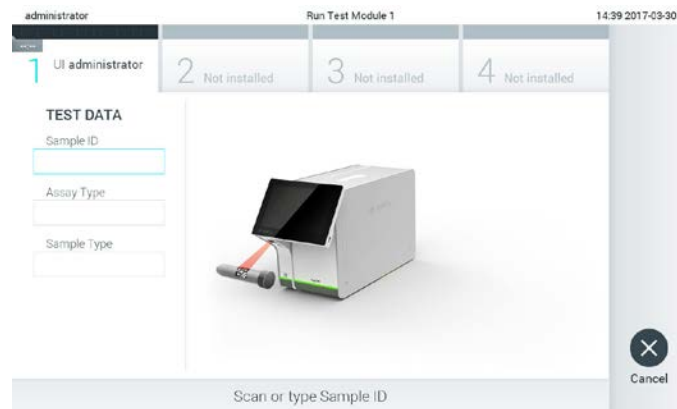 administrator Run Test Module 1 14:39 2017-03-30
1 UI administrator 2 Not installed 3 Not installed 4 Not installed
TEST DATA
Sample ID
Assay Type
Sample Type
Cancel
Scan or type Sample ID